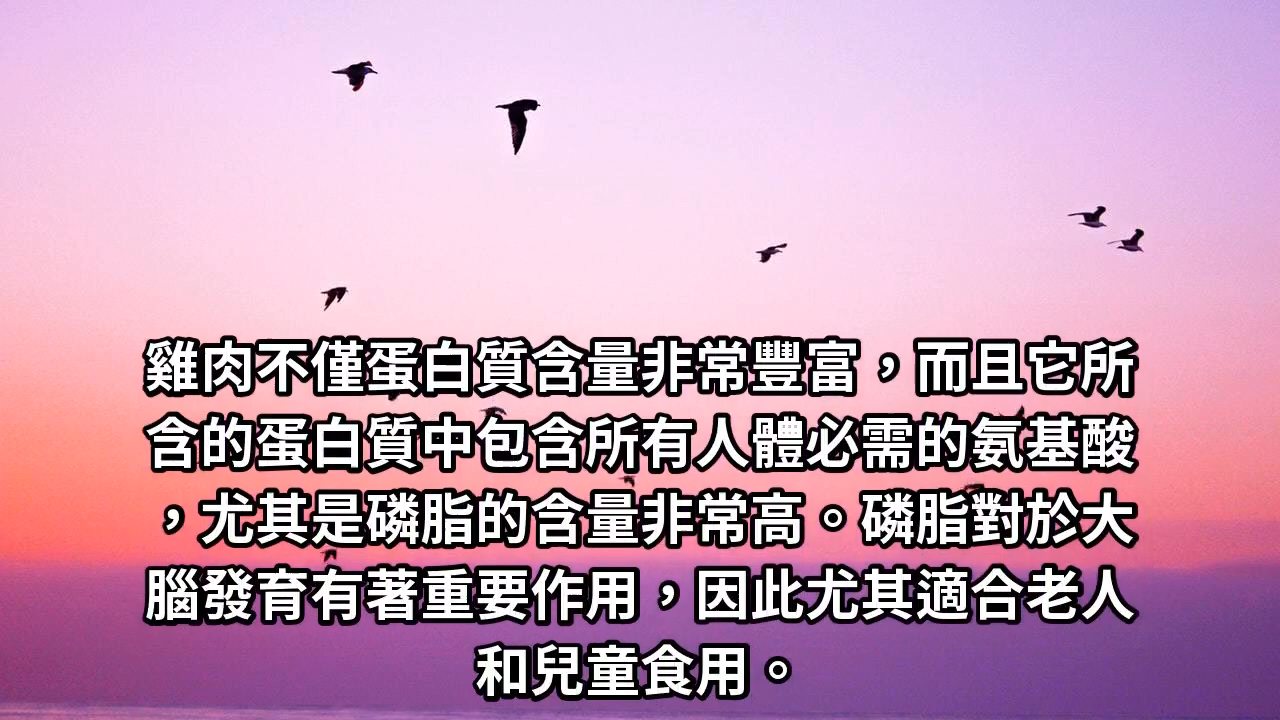 雞肉不僅蛋白質含量非常豐富，而且它所
含的蛋白質中包含所有人體必需的氨基酸
，尤其是磷脂的含量非常高。磷脂對於大
腦發育有著重要作用，因此尤其適合老人
和兒童食用。